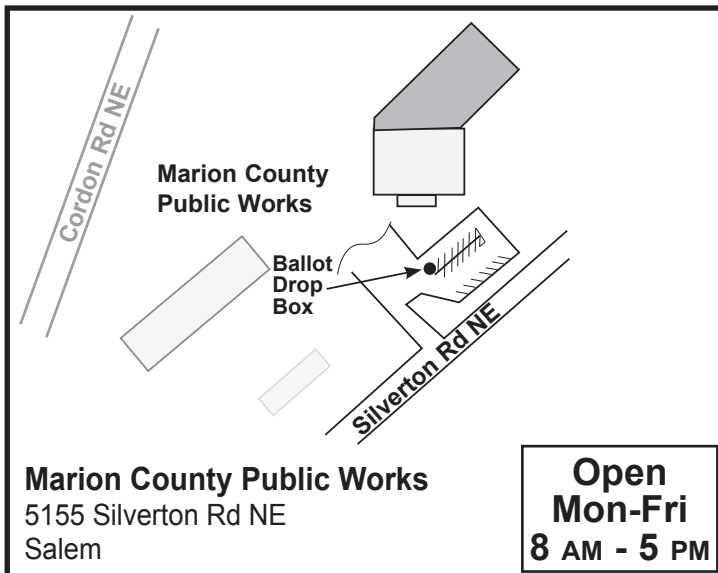 Cordon Rd NE
Marion County
Public Works
Ballot
Drop
Box
Silverton Rd NE
Marion County Public Works
5155 Silverton Rd NE
Salem
Open
Mon-Fri
8 AM - 5 PM